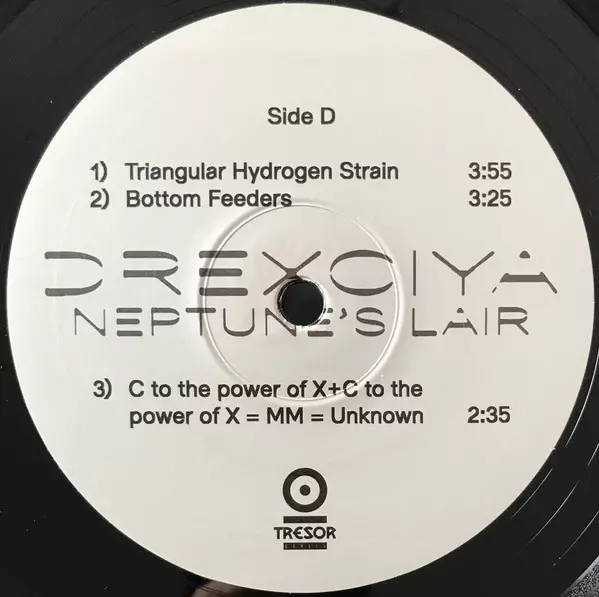 Side D
1) Triangular Hydrogen Strain 3:55
2) Bottom Feeders 3:25
DREXCIYA
NEPTUNE'S LAIR
3) C to the power of X+C to the
power of X = MM = Unknown 2:35
TRESOR